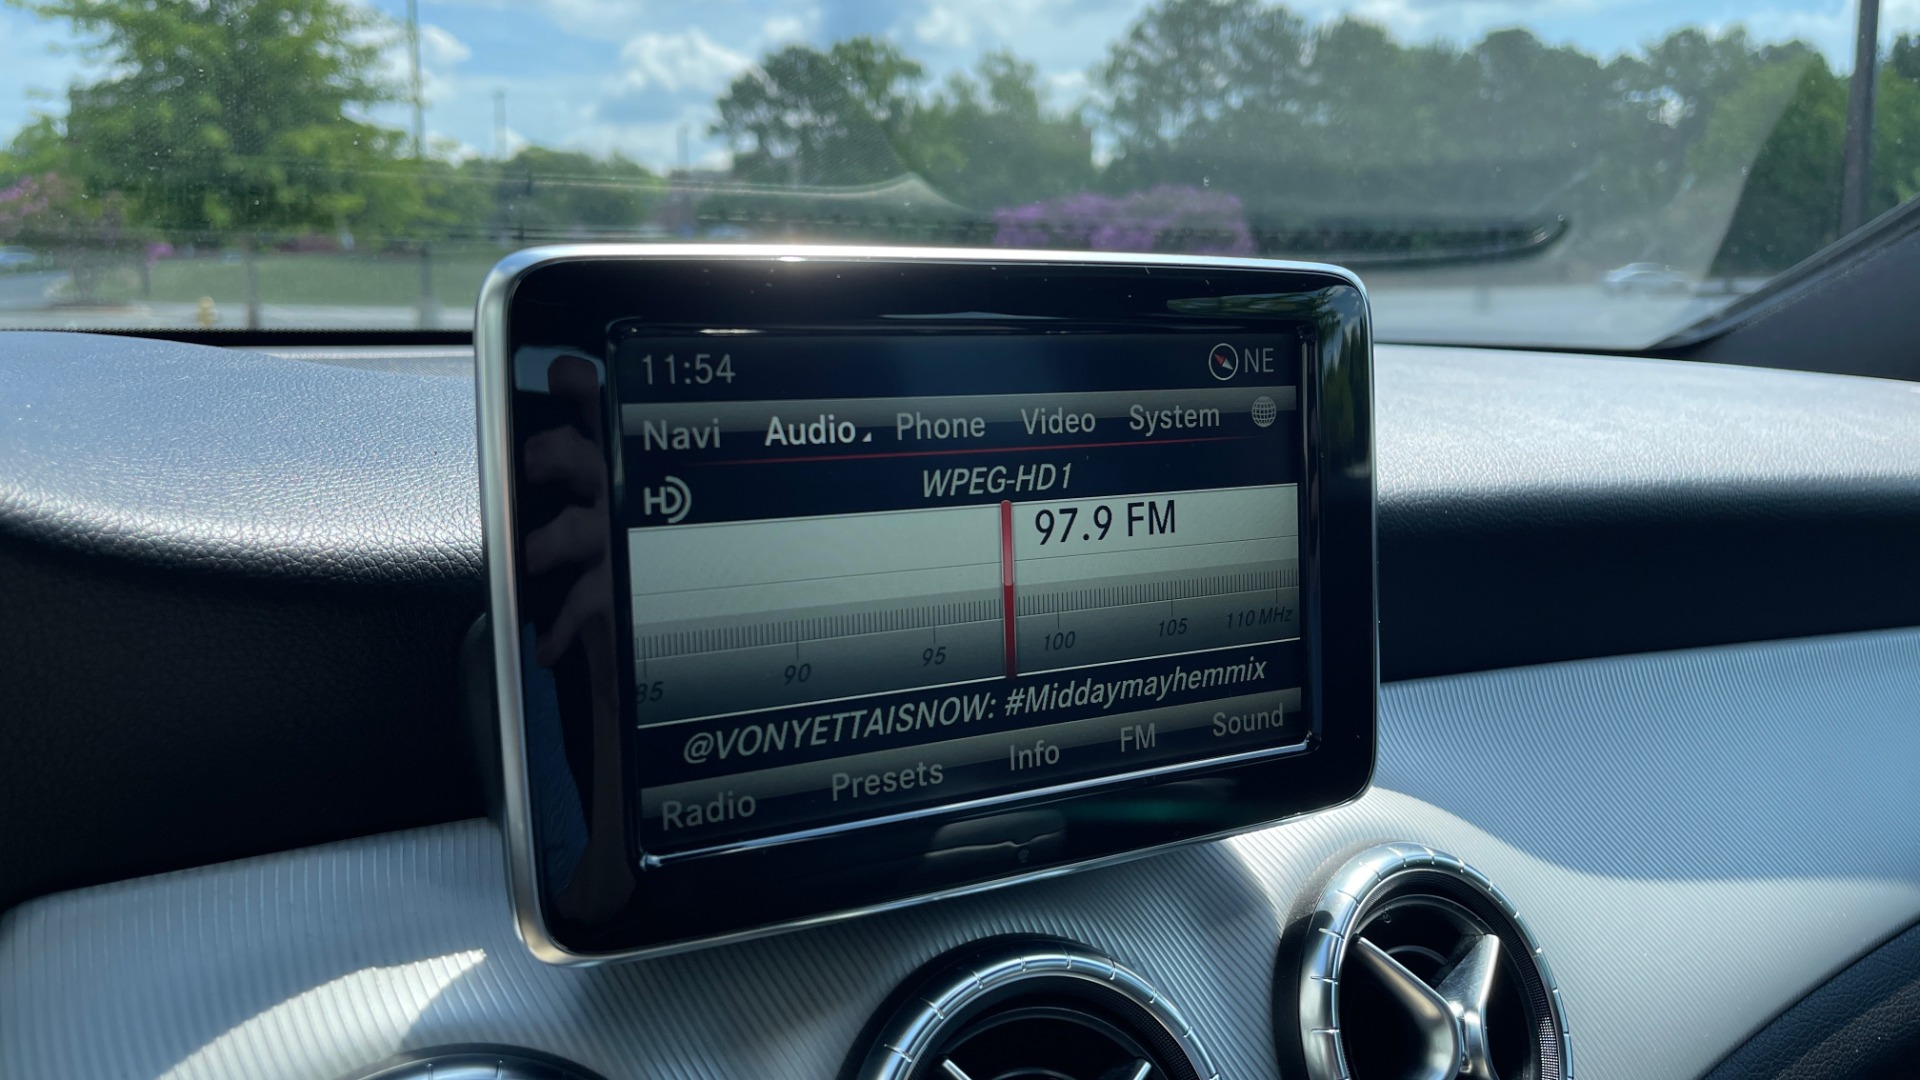 11:54 NE
Navi Audio Phone Video System
HD WPEG-HD1
97.9 FM
85 90 95 100 105 110 MHz
@VONYETTAISNOW: #Middaymayhemmix
Radio Presets Info FM Sound